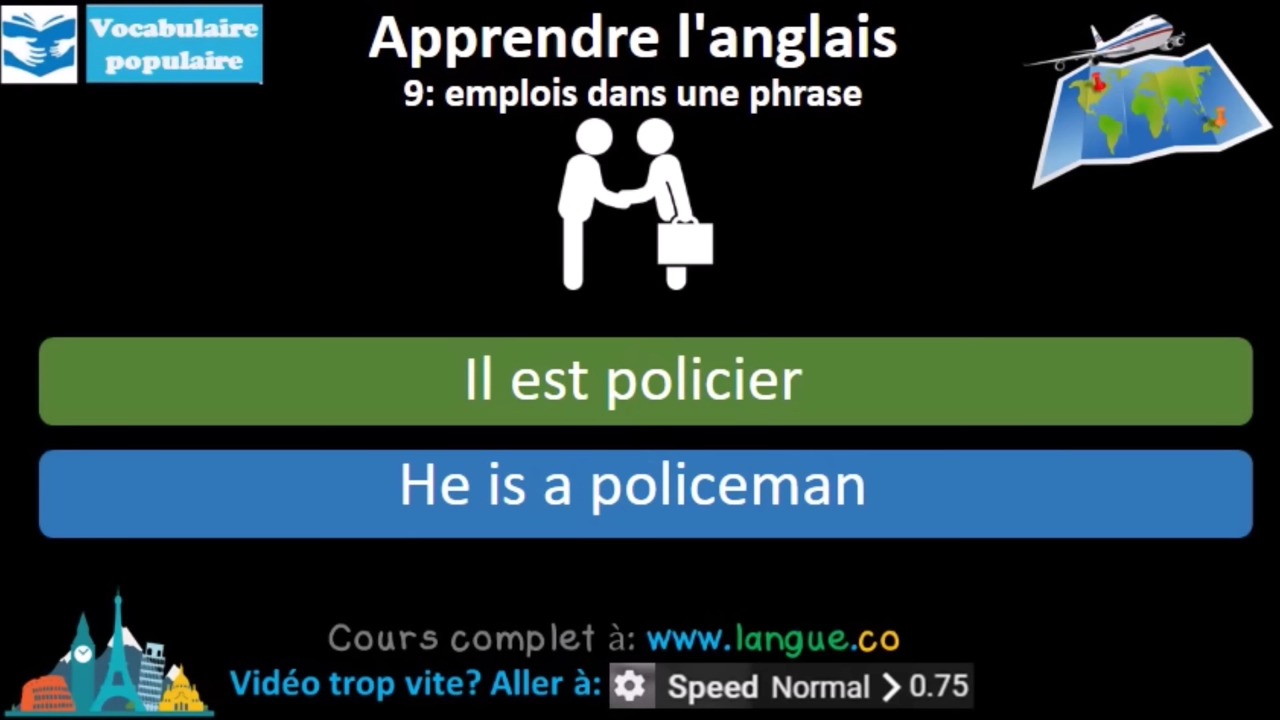 Vocabulaire
populaire
Apprendre l'anglais
9: emplois dans une phrase
Il est policier
He is a policeman
Cours complet à: www.langue.co
Vidéo trop vite? Aller à: Speed Normal > 0.75